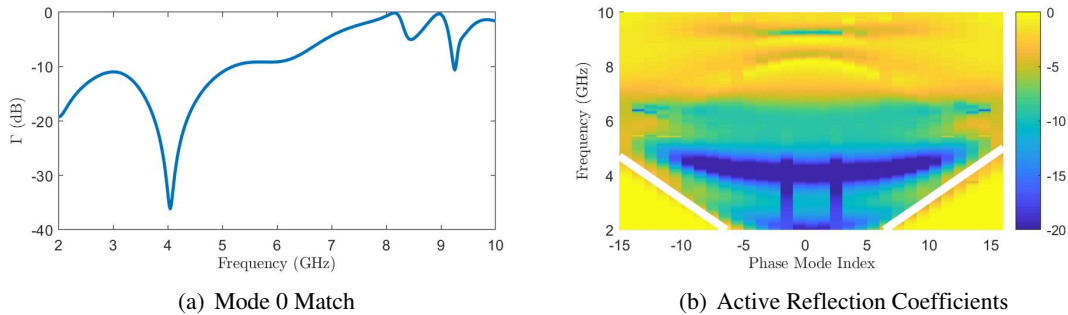 0
-10
-20
-30
-40
Γ (dB)
2 3 4 5 6 7 8 9 10
Frequency (GHz)
(a) Mode 0 Match
10
8
6
4
2
Frequency (GHz)
-15 -10 -5 0 5 10 15
Phase Mode Index
0
-5
-10
-15
-20
(b) Active Reflection Coefficients